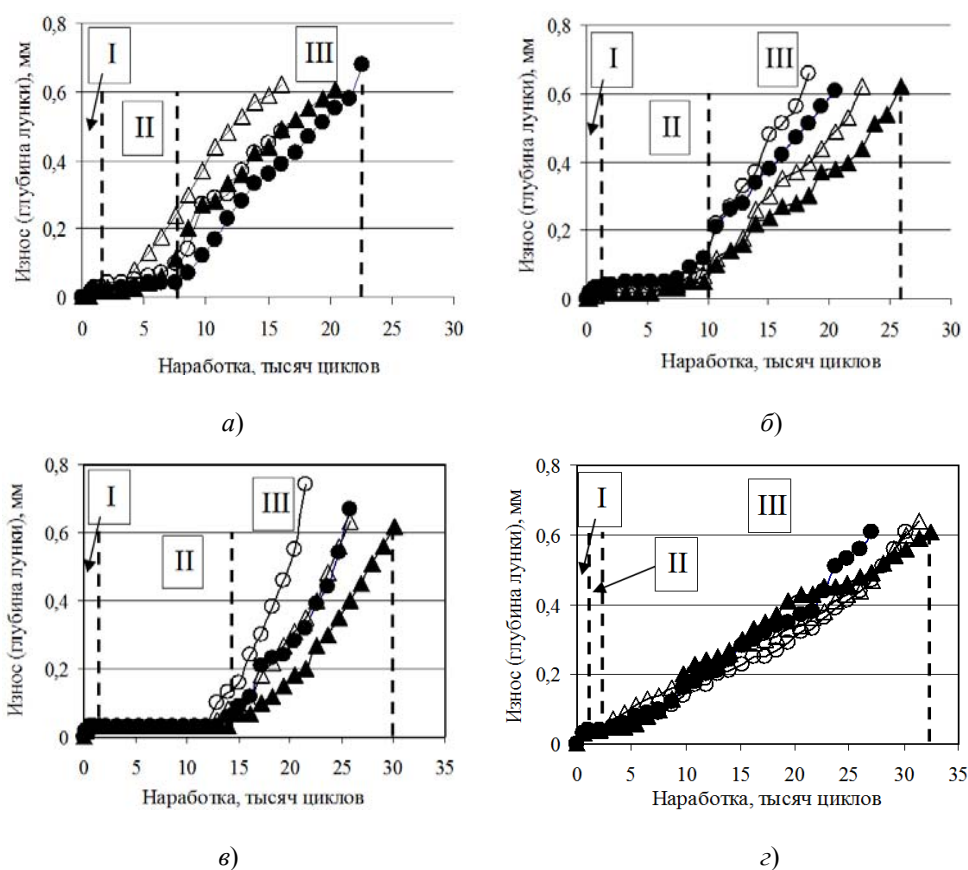 Износ (глубина лунки), мм
0,8
0,6
0,4
0,2
0
I
II
III
0 5 10 15 20 25 30
Наработка, тысяч циклов
а)
Износ (глубина лунки), мм
0,8
0,6
0,4
0,2
0
I
II
III
0 5 10 15 20 25 30
Наработка, тысяч циклов
б)
Износ (глубина лунки), мм
0,8
0,6
0,4
0,2
0
I
II
III
0 5 10 15 20 25 30 35
Наработка, тысяч циклов
в)
Износ (глубина лунки), мм
0,8
0,6
0,4
0,2
0
I
II
III
0 5 10 15 20 25 30 35
Наработка, тысяч циклов
г)